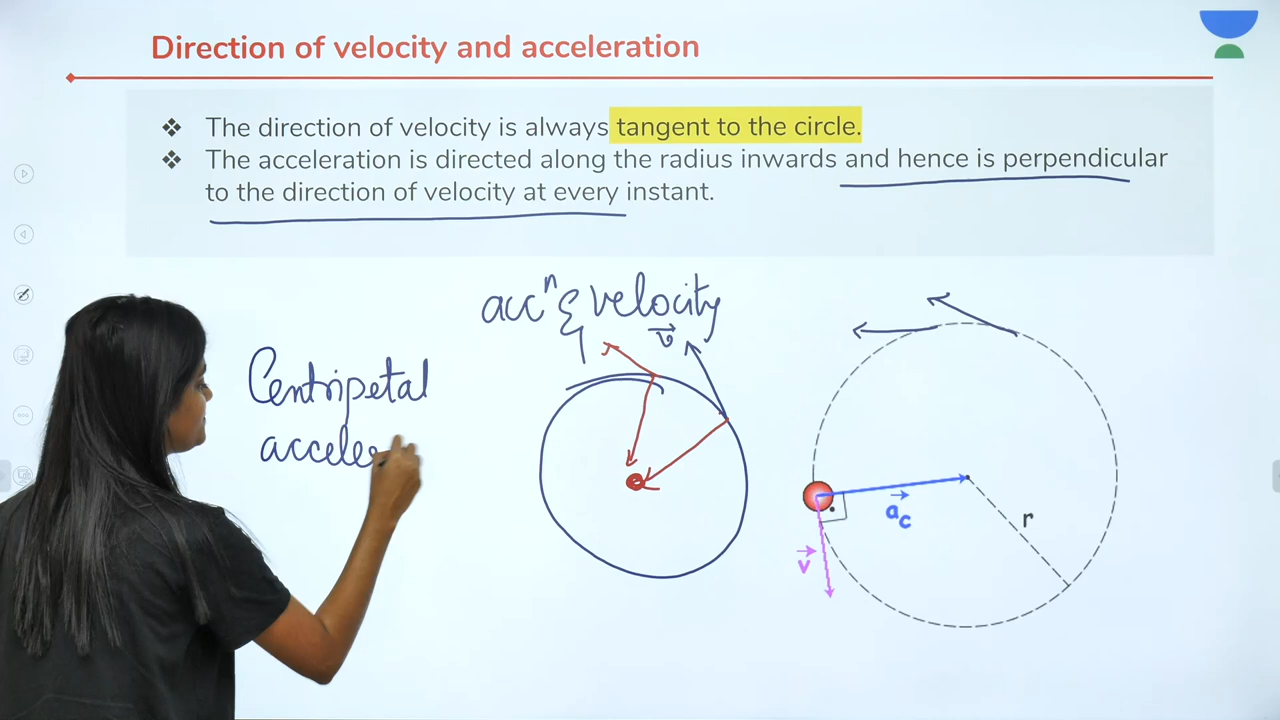 Direction of velocity and acceleration
❖ The direction of velocity is always tangent to the circle.
❖ The acceleration is directed along the radius inwards and hence is perpendicular
to the direction of velocity at every instant.
accⁿ & velocity
v
Centripetal
accele
a_c
r
v